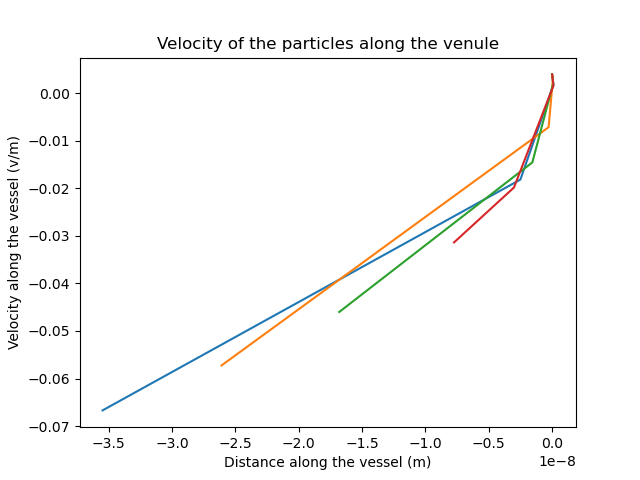 Velocity of the particles along the venule
Velocity along the vessel (v/m)
0.00
−0.01
−0.02
−0.03
−0.04
−0.05
−0.06
−0.07
−3.5 −3.0 −2.5 −2.0 −1.5 −1.0 −0.5 0.0
1e−8
Distance along the vessel (m)